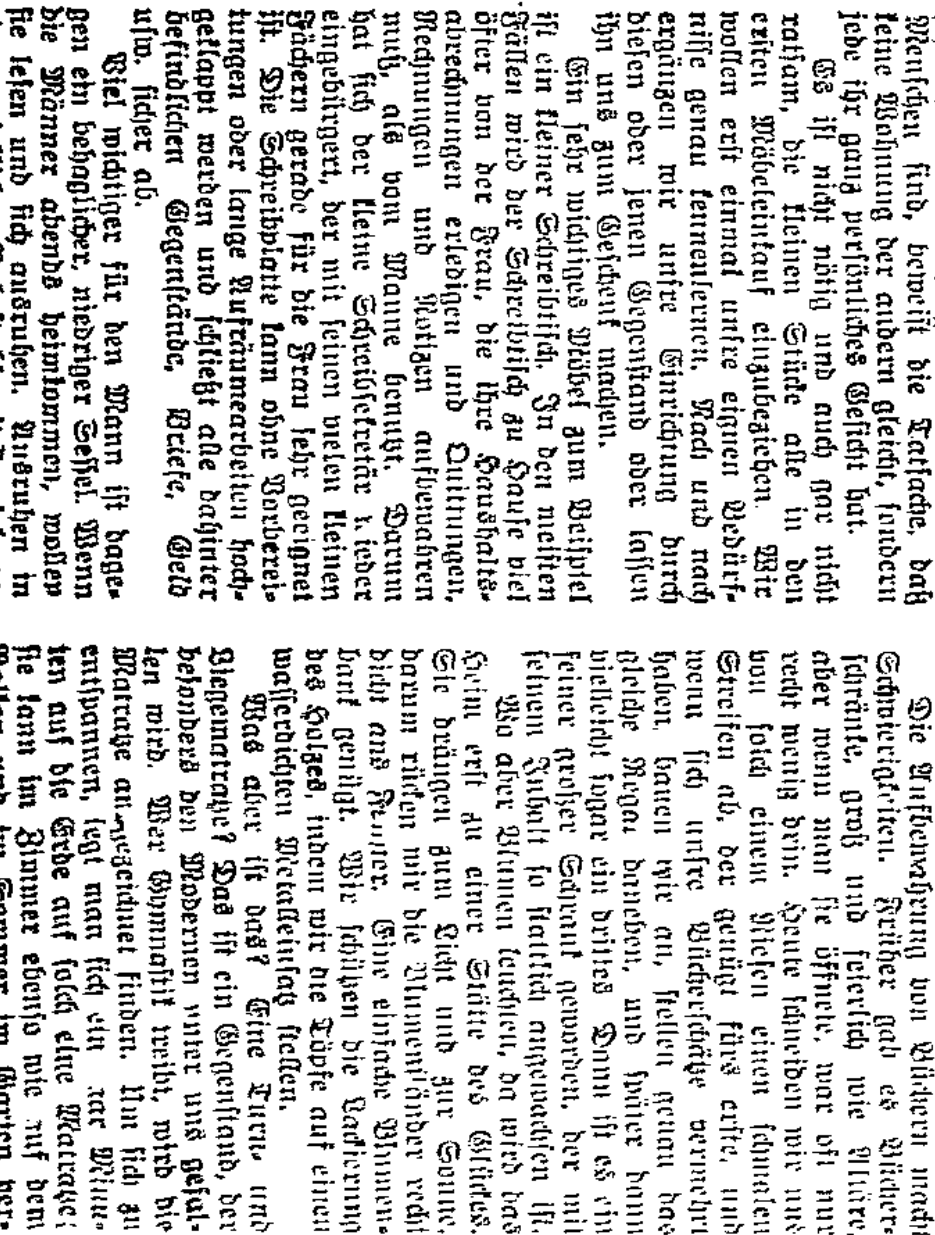 Menschen sind, beweist die Tatsache, daß
keine Wohnung der andern gleicht, sondern
jede ihr ganz persönliches Gesicht hat.
Es ist nicht nötig und auch gar nicht
ratsam, die kleinen Stücke alle in den
ersten Möbeleinkauf einzubeziehen. Wir
wollen erst einmal unsre eignen Bedürf-
nisse genau kennenlernen. Nach und nach
ergänzen wir unsre Einrichtung durch
diesen oder jenen Gegenstand oder lassen
ihn uns zum Geschenk machen.
Ein sehr wichtiges Möbel zum Beispiel
ist ein kleiner Schreibtisch. In den meisten
Fällen wird der Schreibtisch zu Hause viel
öfter von der Frau, die ihre Haushalts-
abrechnungen erledigen und Quittungen,
Rechnungen und Notizen aufbewahren
muß, als vom Manne benutzt. Darum
hat sich der kleine Schreibsekretär wieder
eingebürgert, der mit seinen vielen kleinen
Fächern gerade für die Frau sehr geeignet
ist. Die Schreibplatte kann ohne Vorberei-
tungen oder lange Aufräumearbeiten hoch-
geklappt werden und schließt alle dahinter
befindlichen Gegenstände, Briefe, Geld
usw. sicher ab.
Viel wichtiger für den Mann ist dage-
gen ein behaglicher, niedriger Sessel. Wenn
die Männer abends heimkommen, wollen
sie lesen und sich ausruhen. Ausruhen in
Die Aufbewahrung von Büchern macht
Schwierigkeiten. Früher gab es Bücher-
schränke, groß und feierlich wie Altäre,
aber wenn man sie öffnete, war oft nur
recht wenig drin. Heute schneiden wir uns
von solch einem Riesen einen schmalen
Streifen ab, der genügt fürs erste, und
wenn sich unsre Bücherschätze vermehrt
haben, bauen wir an, stellen genau das
gleiche Regal daneben, und später dann
vielleicht sogar ein drittes. Dann ist es ein
feiner großer Schrank geworden, der mit
seinem Inhalt so stattlich angewachsen ist.
Wo aber Blumen leuchten, da wird das
Heim erst zu einer Stätte des Glückes.
Sie drängen zum Licht und zur Sonne,
darum rücken wir die Blumenständer recht
dicht ans Fenster. Eine einfache Blumen-
bank genügt. Wir schützen die Lackierung
des Holzes, indem wir die Töpfe auf einen
wasserdichten Metalleinsatz stellen.
Was aber ist das? Eine Turn- und
Liegematratze? Das ist ein Gegenstand, der
besonders den Modernen unter uns gefal-
len wird. Wer Gymnastik treibt, wird die
Matratze ausgezeichnet finden. Um sich zu
entspannen, legt man sich ein paar Minu-
ten auf die Erde auf solch eine Matratze;
sie kann im Zimmer ebenso wie auf dem